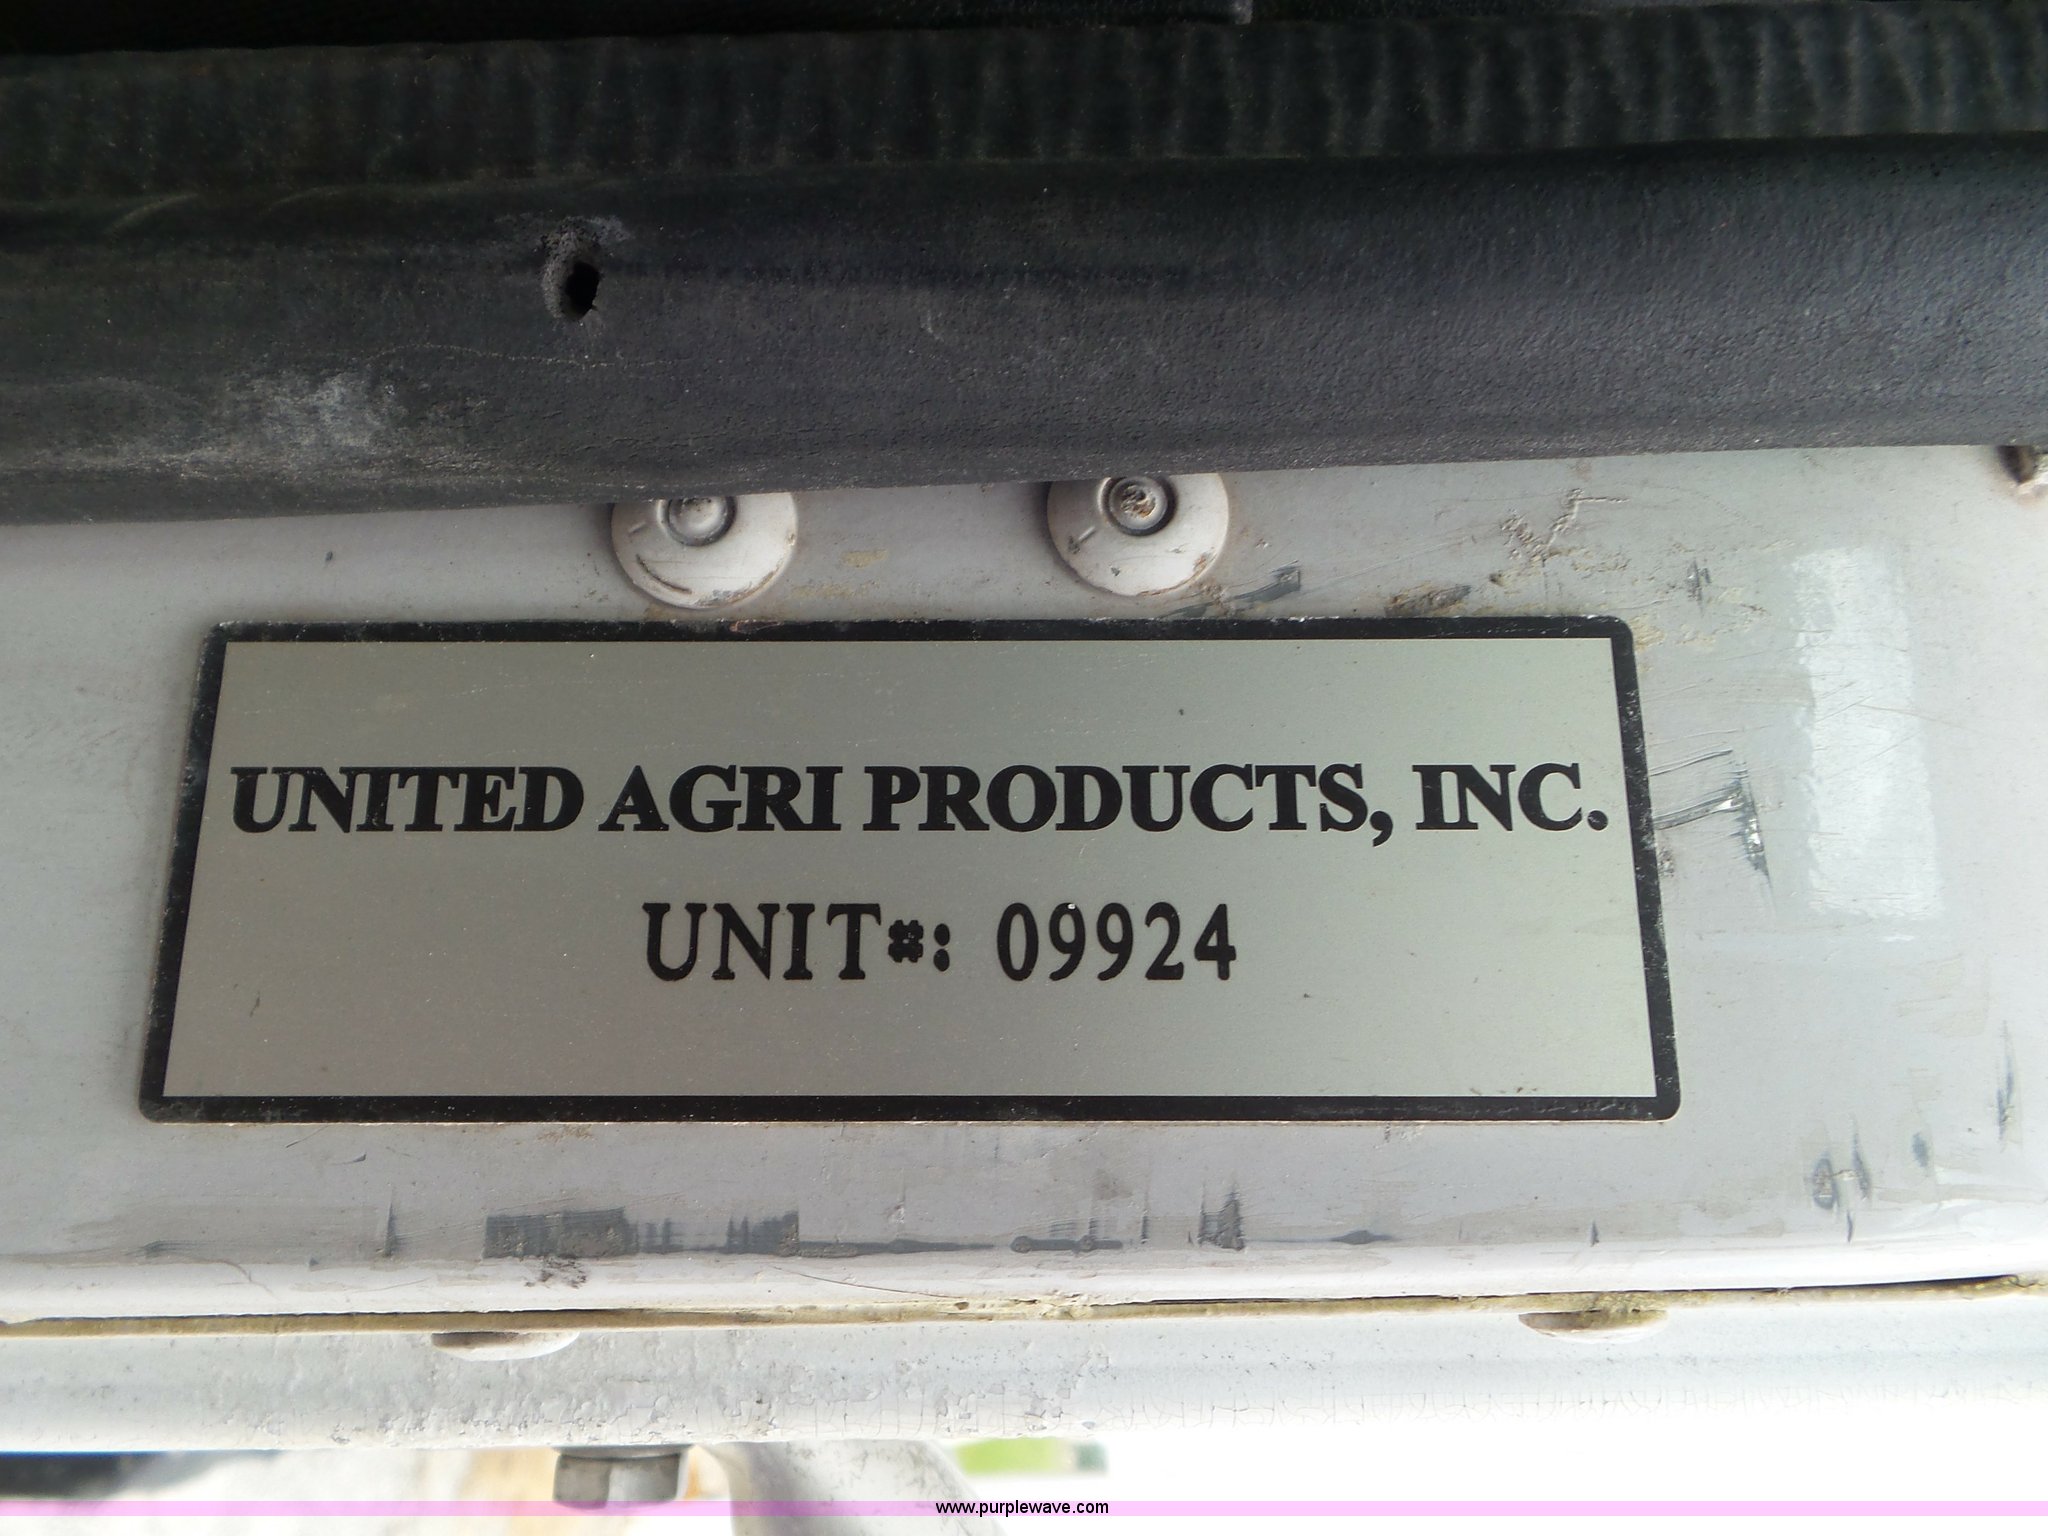 UNITED AGRI PRODUCTS, INC.
UNIT#: 09924
www.purplewave.com